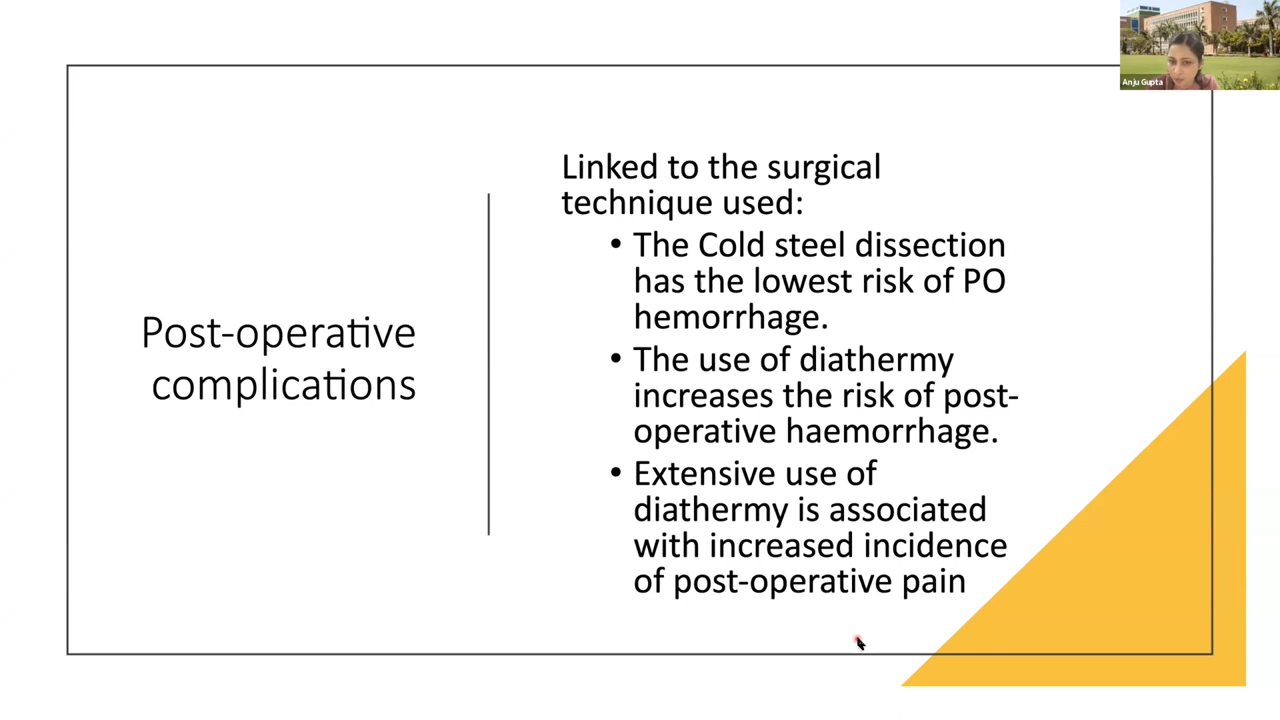 Anju Gupta
Post-operative
complications
Linked to the surgical
technique used:
• The Cold steel dissection
has the lowest risk of PO
hemorrhage.
• The use of diathermy
increases the risk of post-
operative haemorrhage.
• Extensive use of
diathermy is associated
with increased incidence
of post-operative pain